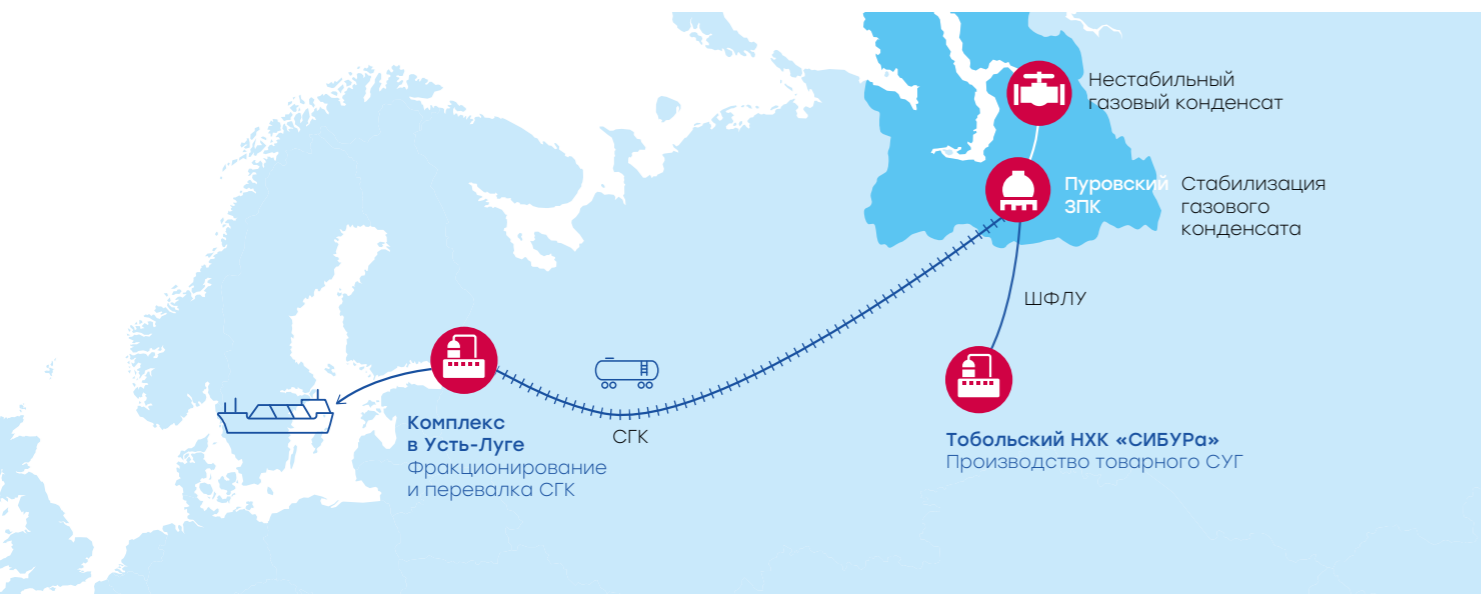 Нестабильный
газовый конденсат
Пуровский
ЗПК
Стабилизация
газового
конденсата
ШФЛУ
Тобольский НХК «СИБУРа»
Производство товарного СУГ
СГК
Комплекс
в Усть-Луге
Фракционирование
и перевалка СГК